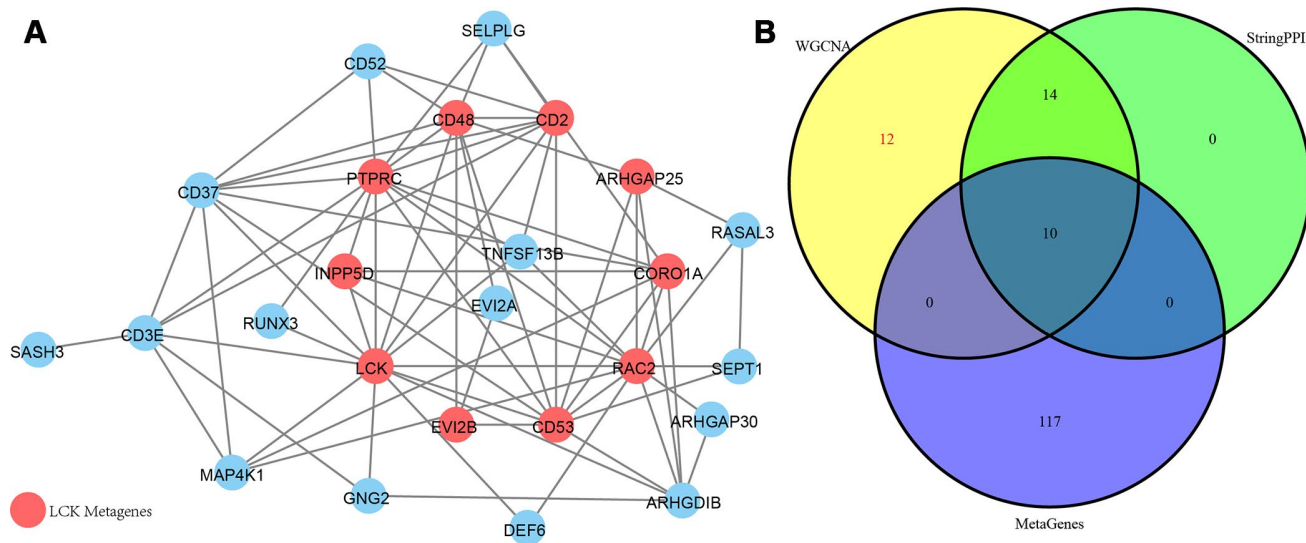 A
SELPLG
CD52
CD48
CD2
PTPRC
ARHGAP25
CD37
RASAL3
TNFSF13B
INPP5D
CORO1A
EVI2A
RUNX3
CD3E
SASH3
LCK
RAC2
SEPT1
EVI2B
CD53
ARHGAP30
MAP4K1
GNG2
ARHGDIB
DEF6
LCK Metagenes
B
WGCNA
StringPPI
14
12
0
10
0
0
117
MetaGenes